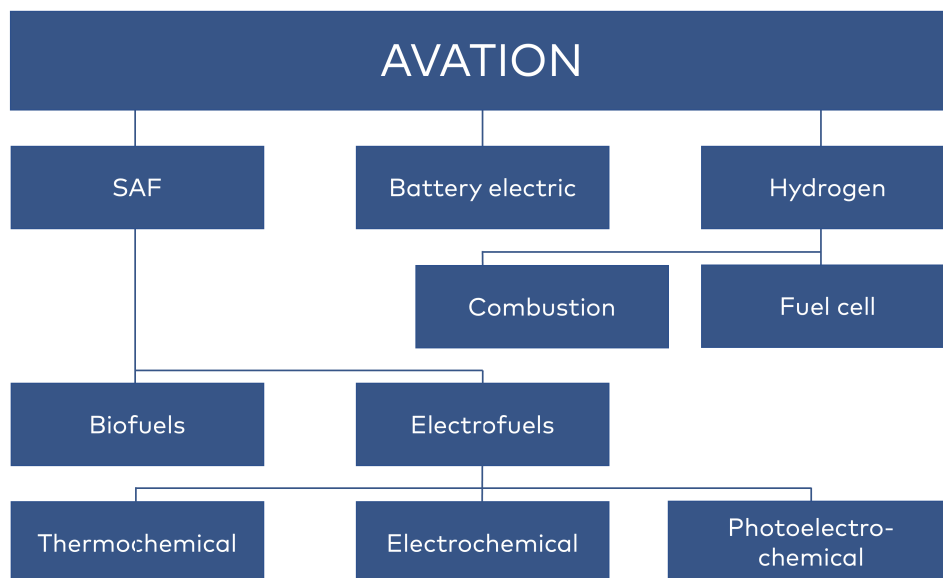 AVATION
SAF
Battery electric
Hydrogen
Combustion
Fuel cell
Biofuels
Electrofuels
Thermochemical
Electrochemical
Photoelectro-
chemical